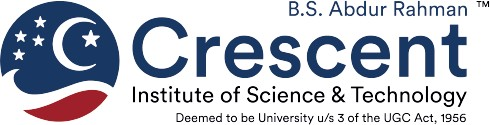 B.S. Abdur Rahman ™
Crescent
Institute of Science & Technology
Deemed to be University u/s 3 of the UGC Act, 1956